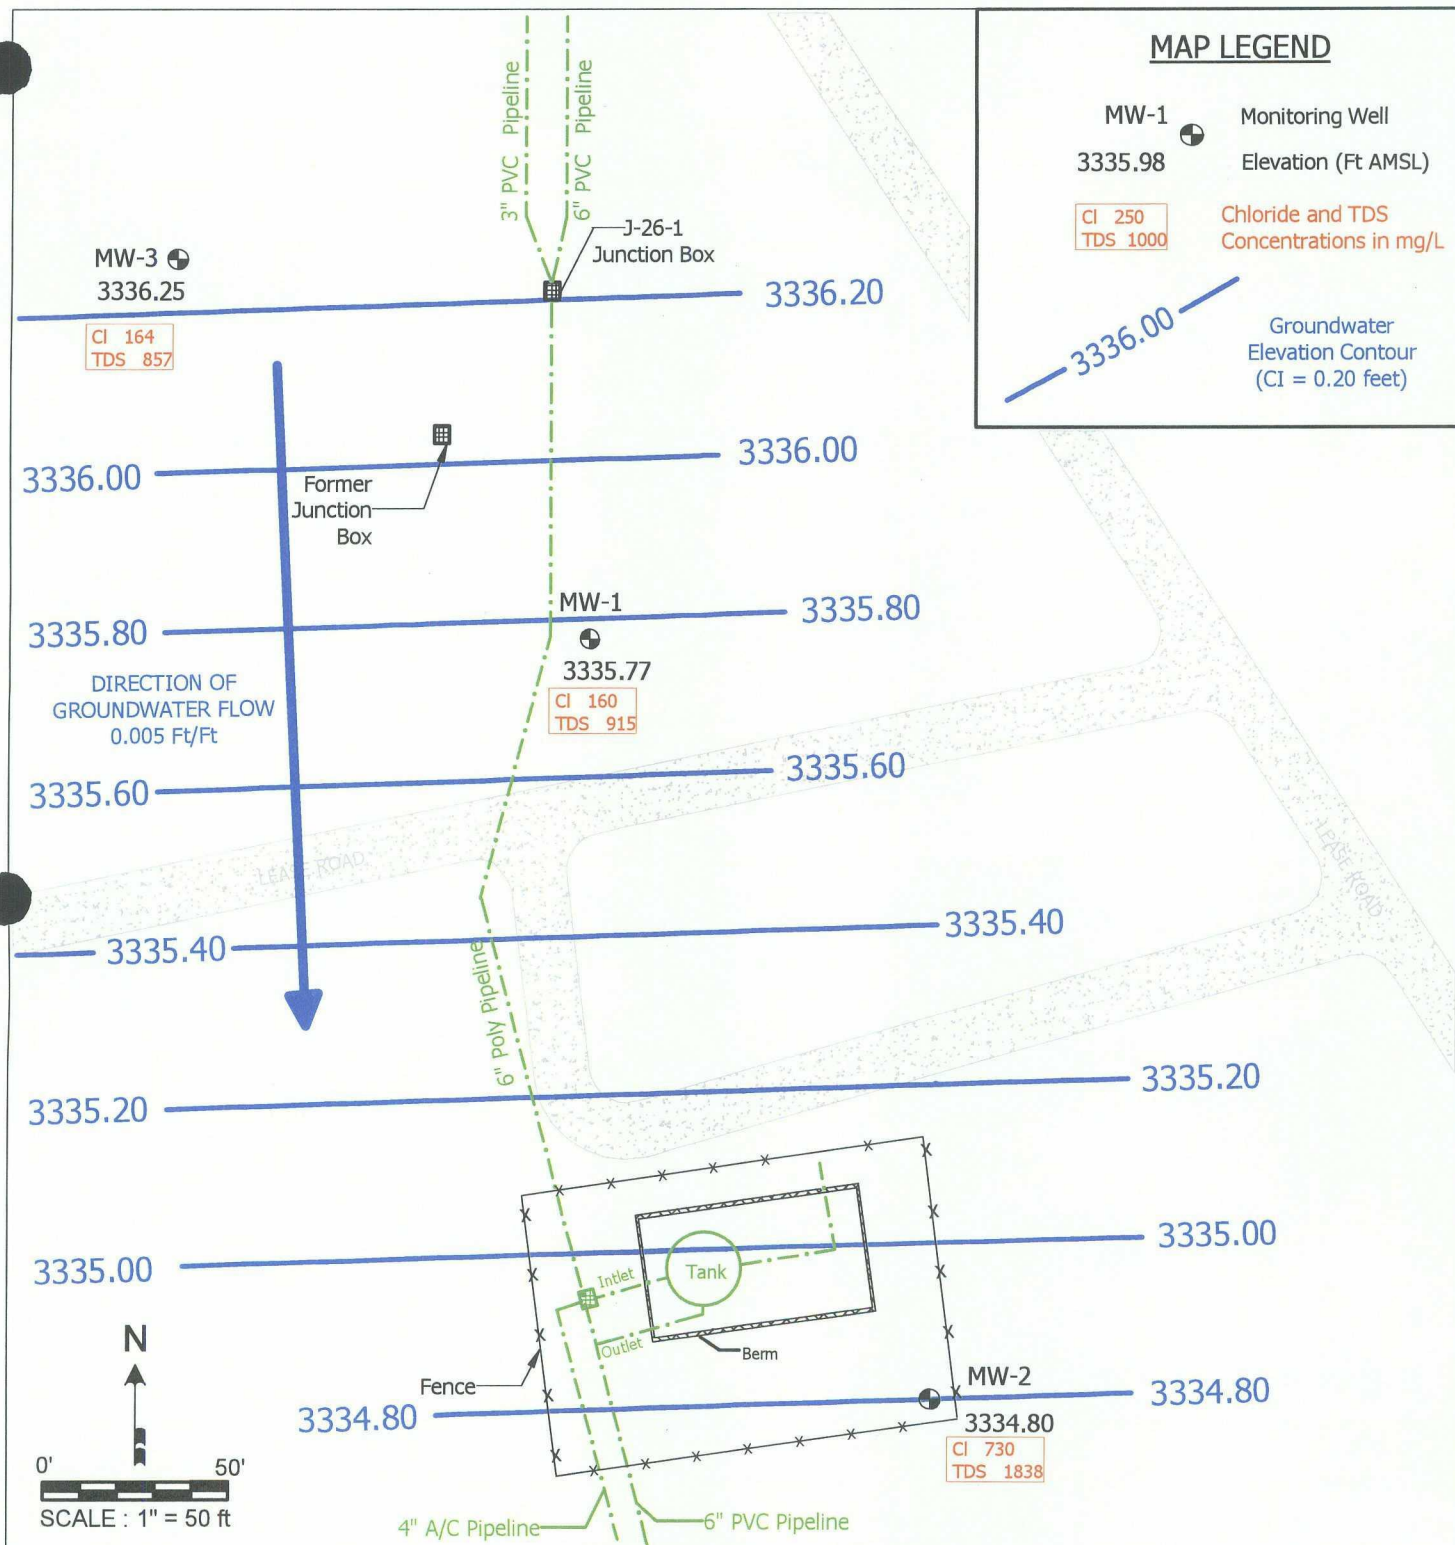 MAP LEGEND
MW-1
Monitoring Well
3335.98
Elevation (Ft AMSL)
Cl 250
TDS 1000
Chloride and TDS
Concentrations in mg/L
3336.00
Groundwater
Elevation Contour
(CI = 0.20 feet)
3" PVC Pipeline
6" PVC Pipeline
J-26-1
Junction Box
MW-3
3336.25
3336.20
Cl 164
TDS 857
3336.00
3336.00
Former
Junction
Box
MW-1
3335.80
3335.80
3335.77
Cl 160
TDS 915
DIRECTION OF
GROUNDWATER FLOW
0.005 Ft/Ft
3335.60
3335.60
LEASE ROAD
LEASE ROAD
3335.40
3335.40
6" Poly Pipeline
3335.20
3335.20
3335.00
3335.00
Intlet
Tank
Outlet
Berm
Fence
MW-2
3334.80
3334.80
3334.80
Cl 730
TDS 1838
N
0'
50'
SCALE : 1" = 50 ft
4" A/C Pipeline
6" PVC Pipeline